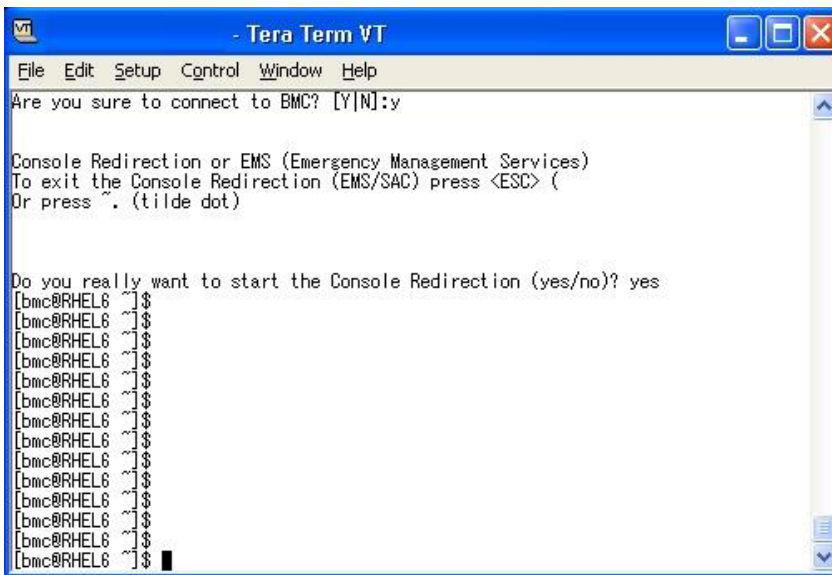 VT
- Tera Term VT
File Edit Setup Control Window Help
Are you sure to connect to BMC? [Y|N]:y
Console Redirection or EMS (Emergency Management Services)
To exit the Console Redirection (EMS/SAC) press <ESC> (
Or press ~. (tilde dot)
Do you really want to start the Console Redirection (yes/no)? yes
[bmc@RHEL6 ~]$
[bmc@RHEL6 ~]$
[bmc@RHEL6 ~]$
[bmc@RHEL6 ~]$
[bmc@RHEL6 ~]$
[bmc@RHEL6 ~]$
[bmc@RHEL6 ~]$
[bmc@RHEL6 ~]$
[bmc@RHEL6 ~]$
[bmc@RHEL6 ~]$
[bmc@RHEL6 ~]$
[bmc@RHEL6 ~]$
[bmc@RHEL6 ~]$
[bmc@RHEL6 ~]$